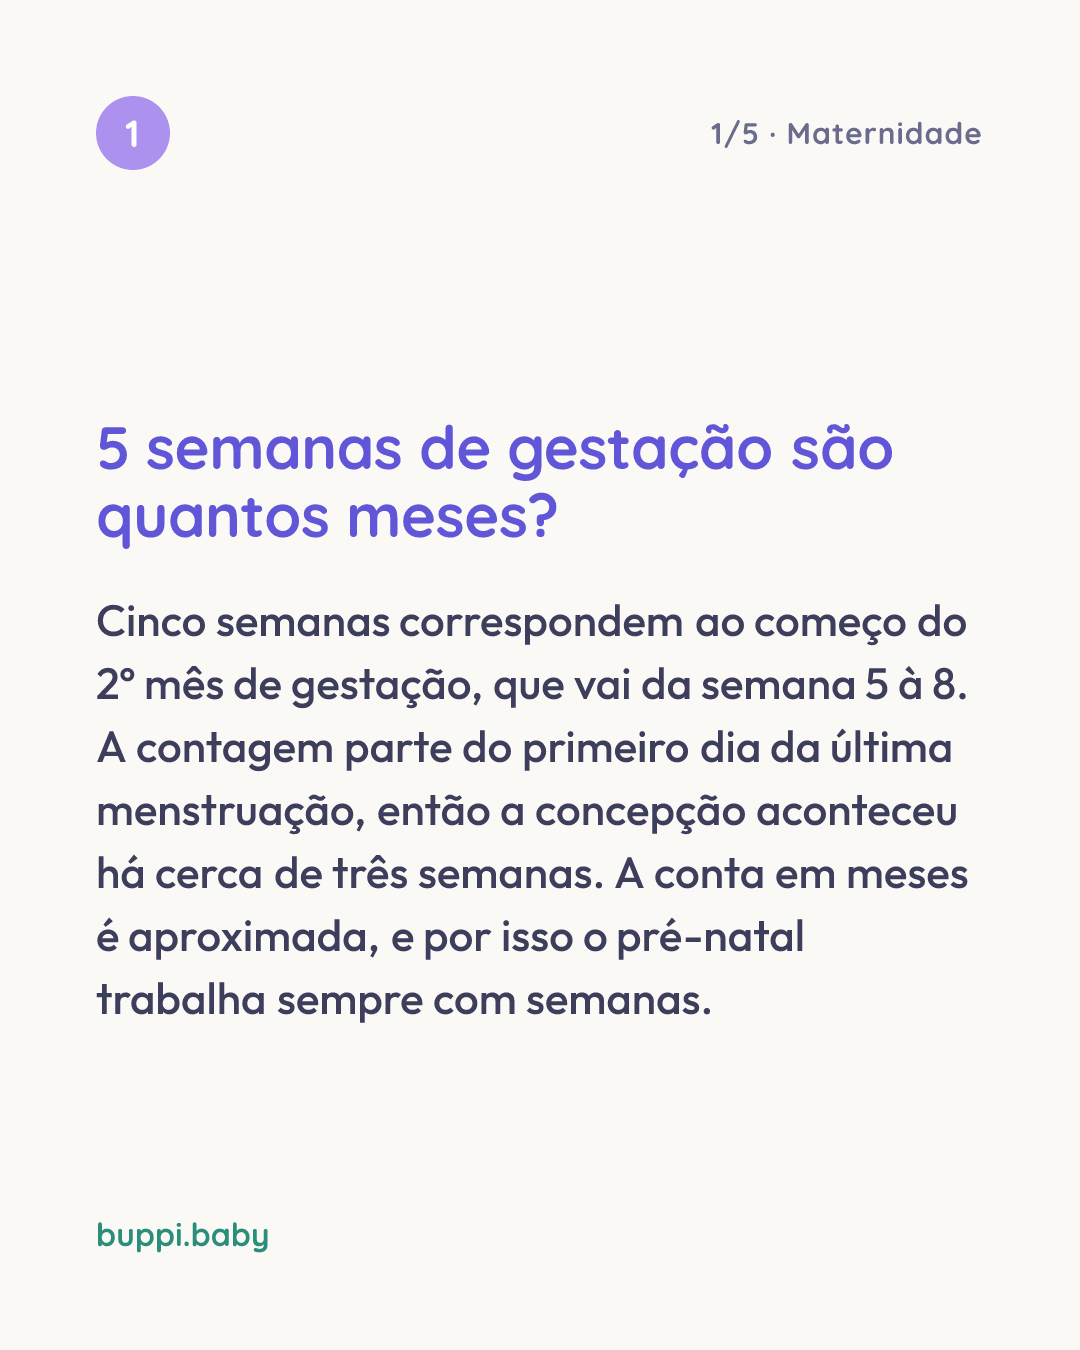 1
1/5 · Maternidade
5 semanas de gestação são
quantos meses?
Cinco semanas correspondem ao começo do
2º mês de gestação, que vai da semana 5 à 8.
A contagem parte do primeiro dia da última
menstruação, então a concepção aconteceu
há cerca de três semanas. A conta em meses
é aproximada, e por isso o pré-natal
trabalha sempre com semanas.
buppi.baby